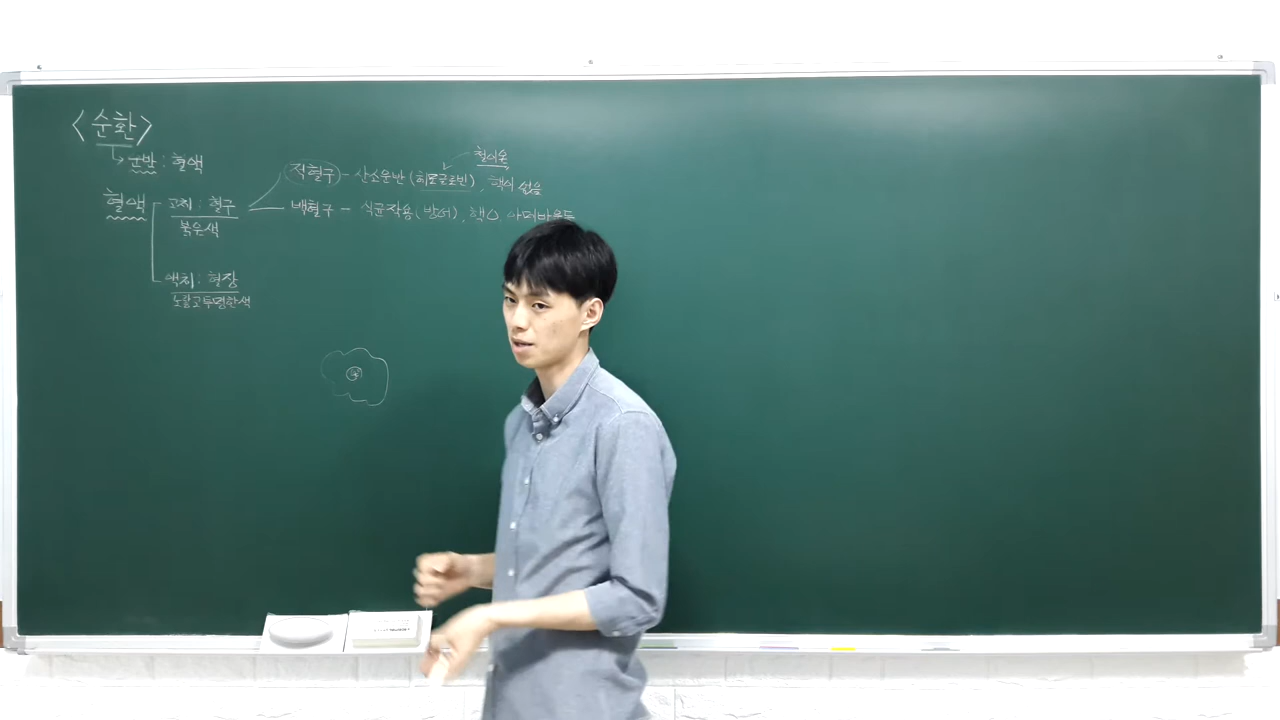 <순환>
↳ 운반 : 혈액
철이온
혈액
고체 : 혈구
붉은색
적혈구 - 산소운반 (헤모글로빈), 핵이 없음
백혈구 - 식균작용 (방어), 핵O, 아메바운동
액체 : 혈장
노랗고 투명한색